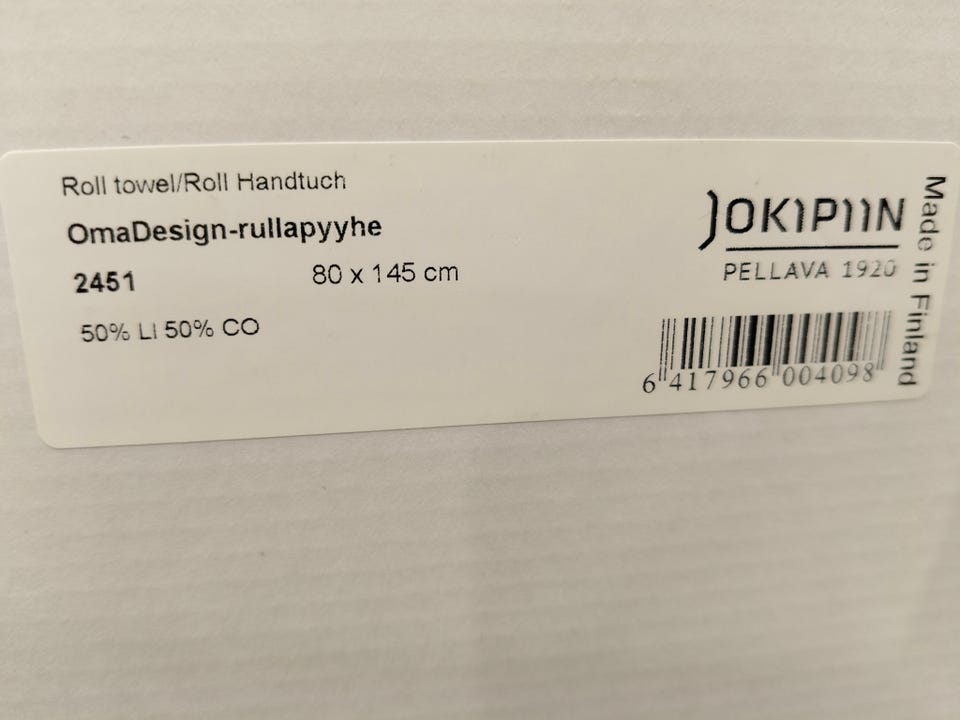 Roll towel/Roll Handtuch
OmaDesign-rullapyyhe
2451 80 x 145 cm
50% LI 50% CO
JOKIPIIN
PELLAVA 1920
6 417966 004098
Made in Finland